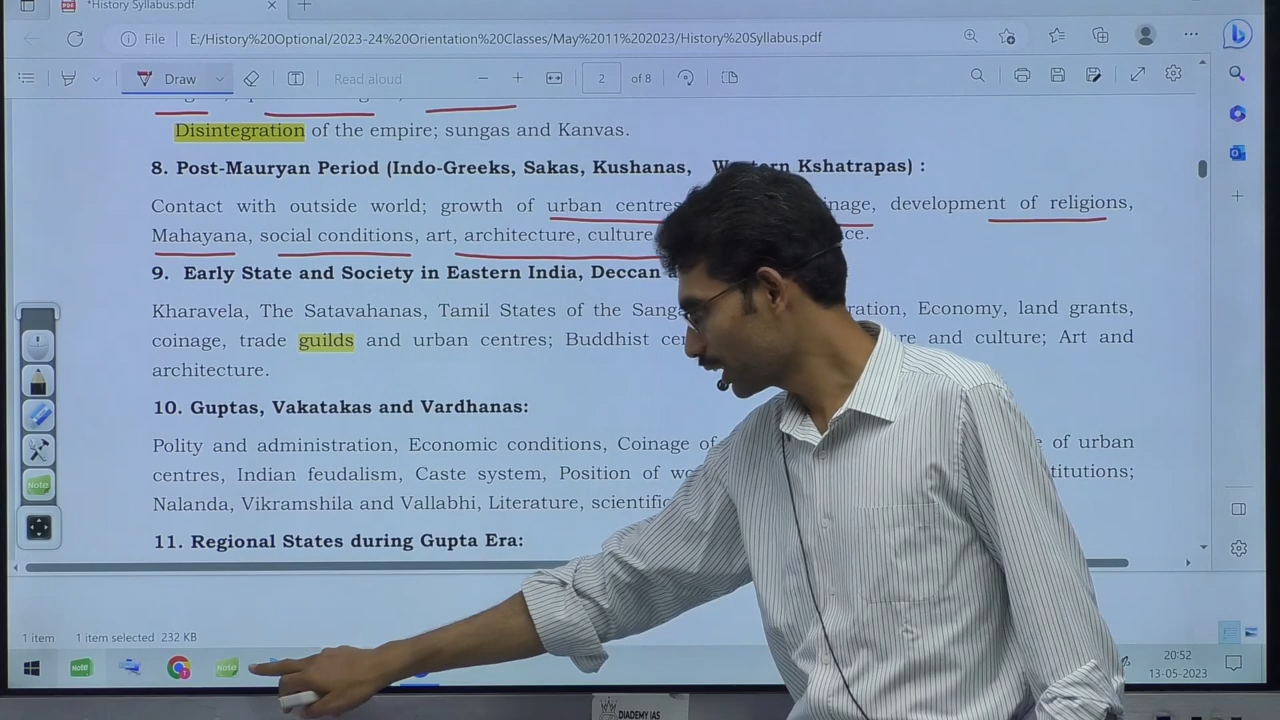 *History Syllabus.pdf
File E:/History%20Optional/2023-24%20Orientation%20Classes/May%2011%202023/History%20Syllabus.pdf
Draw Read aloud 2 of 8
Disintegration of the empire; sungas and Kanvas.
8. Post-Mauryan Period (Indo-Greeks, Sakas, Kushanas, Kshatrapas) :
Contact with outside world; growth of urban centres development of religions,
Mahayana, social conditions, art, architecture, culture
9. Early State and Society in Eastern India, Deccan
Kharavela, The Satavahanas, Tamil States of the Economy, land grants,
coinage, trade guilds and urban centres; Buddhist and culture; Art and
architecture.
10. Guptas, Vakatakas and Vardhanas:
Polity and administration, Economic conditions, Coinage of of urban
centres, Indian feudalism, Caste system, Position of
Nalanda, Vikramshila and Vallabhi, Literature,
11. Regional States during Gupta Era:
Note
1 item 1 item selected 232 KB
Note Note 20:52
13-05-2023
DIADEMY IAS